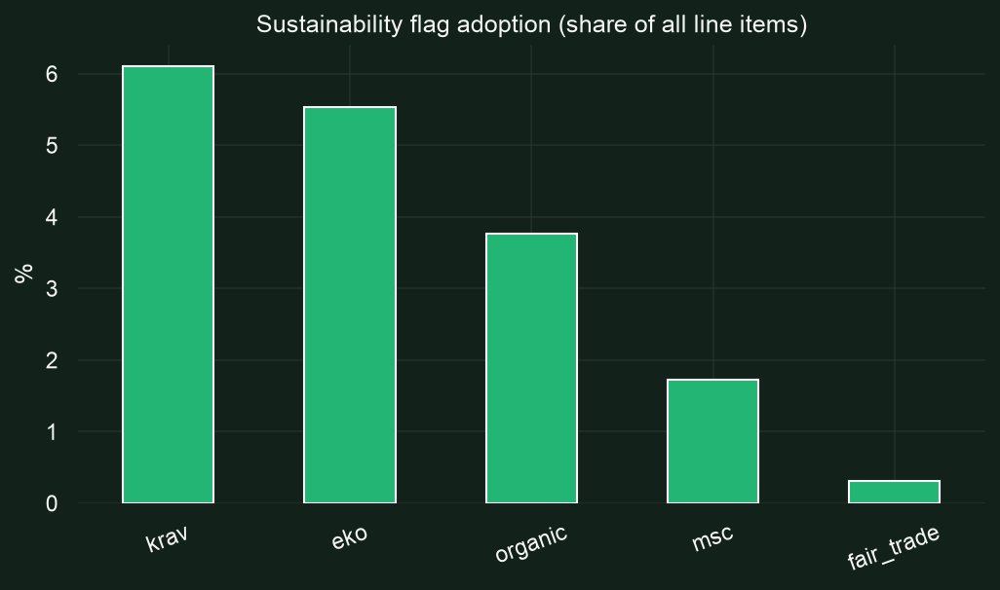 Sustainability flag adoption (share of all line items)
%
6
5
4
3
2
1
0
krav
eko
organic
msc
fair_trade